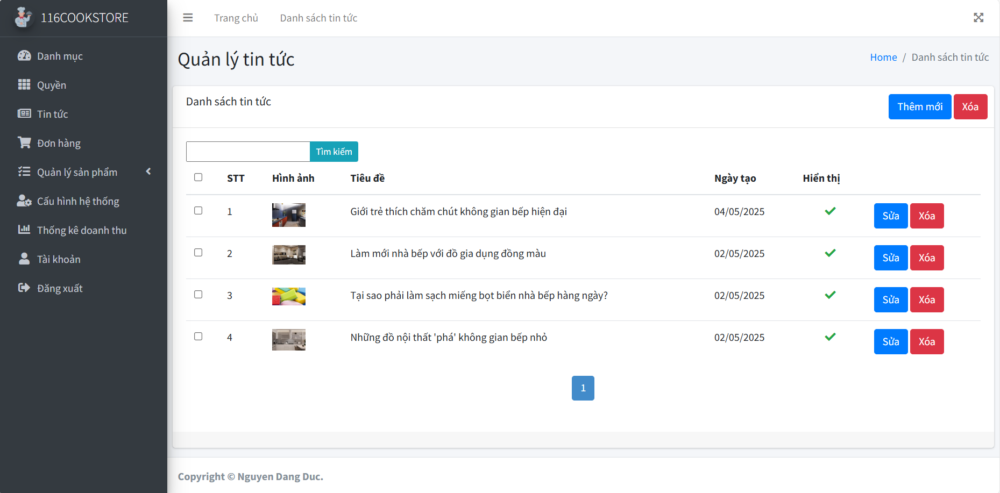 116COOKSTORE
Trang chủ
Danh sách tin tức
Danh mục
Quyền
Tin tức
Đơn hàng
Quản lý sản phẩm
Cấu hình hệ thống
Thống kê doanh thu
Tài khoản
Đăng xuất
Quản lý tin tức
Home / Danh sách tin tức
Danh sách tin tức
Thêm mới Xóa
Tìm kiếm
STT Hình ảnh Tiêu đề Ngày tạo Hiển thị
1 Giới trẻ thích chăm chút không gian bếp hiện đại 04/05/2025 Sửa Xóa
2 Làm mới nhà bếp với đồ gia dụng đồng màu 02/05/2025 Sửa Xóa
3 Tại sao phải làm sạch miếng bọt biển nhà bếp hàng ngày? 02/05/2025 Sửa Xóa
4 Những đồ nội thất 'phá' không gian bếp nhỏ 02/05/2025 Sửa Xóa
1
Copyright © Nguyen Dang Duc.